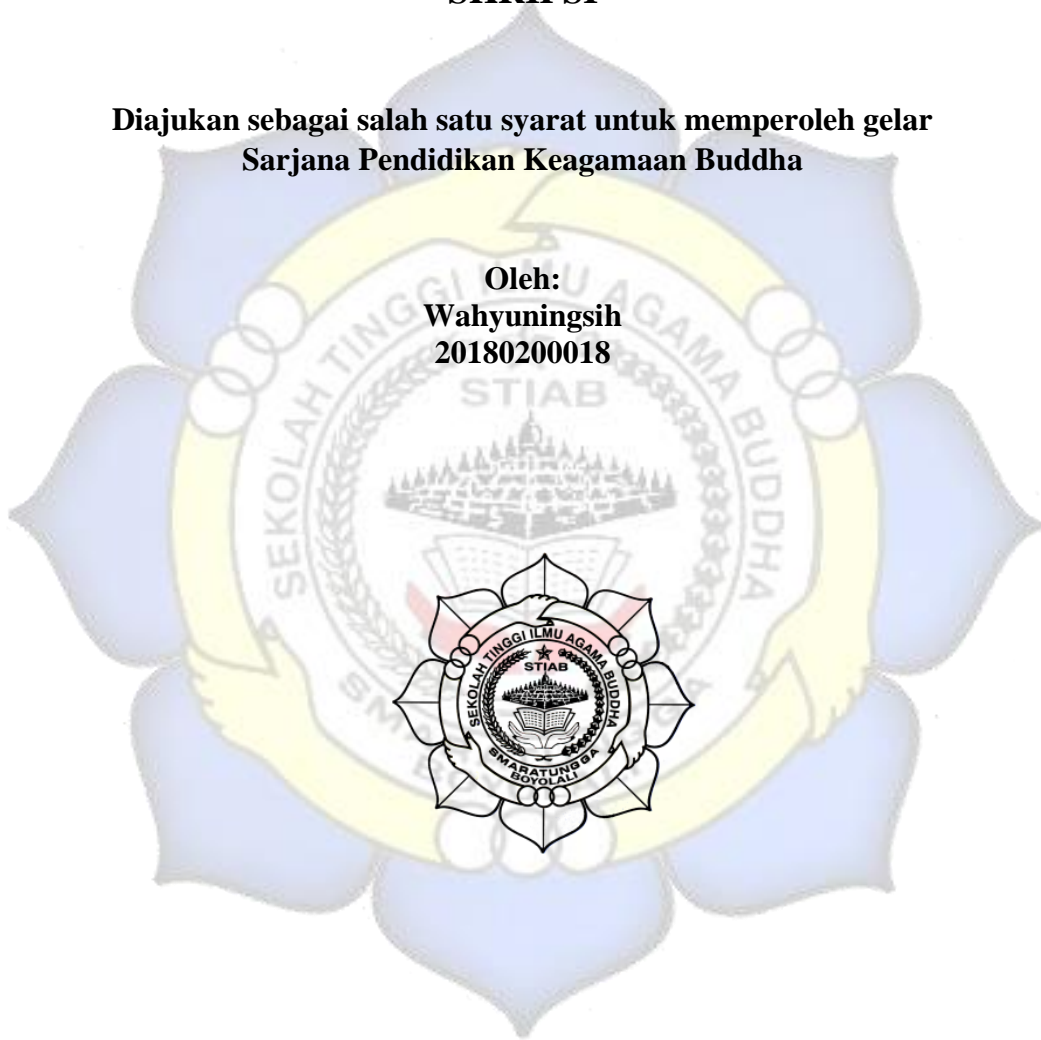 SKRIPSI
Diajukan sebagai salah satu syarat untuk memperoleh gelar
Sarjana Pendidikan Keagamaan Buddha
Oleh:
Wahyuningsih
20180200018
SEKOLAH TINGGI ILMU AGAMA BUDDHA
STIAB
SMARATUNGGA
BOYOLALI